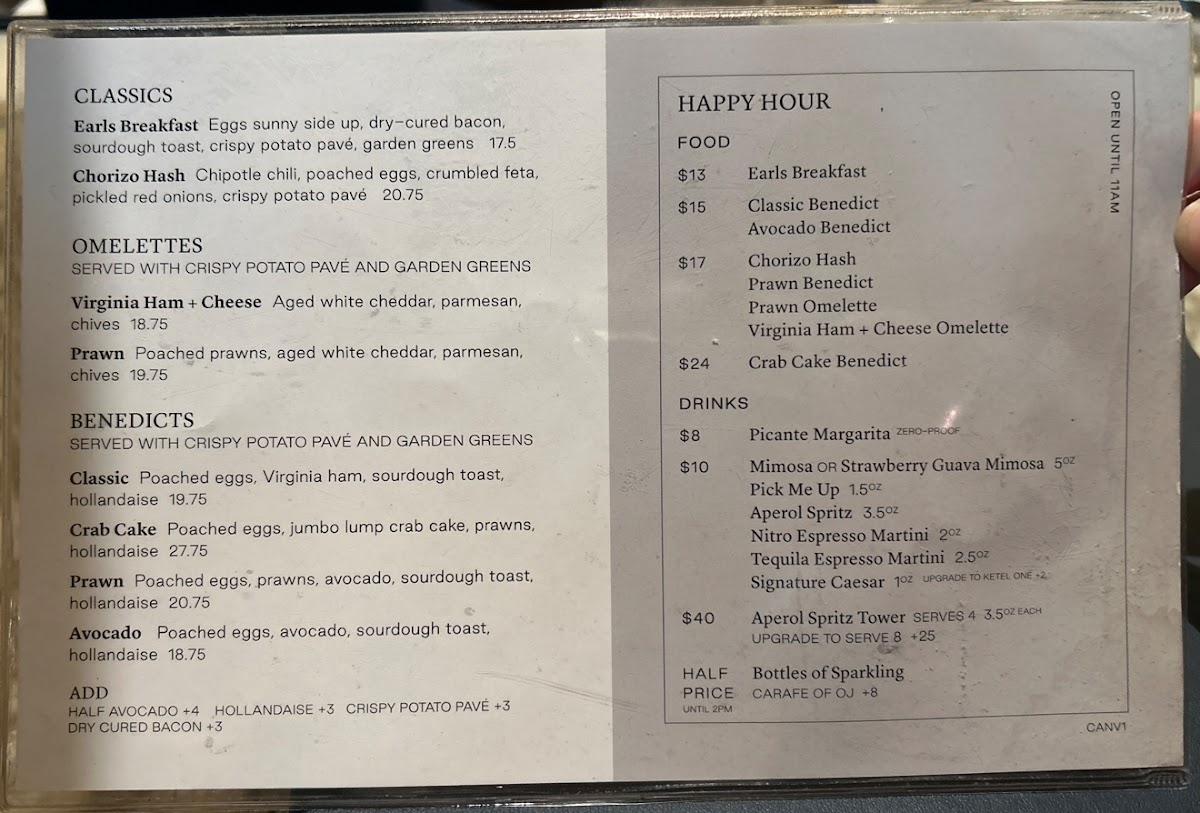 CLASSICS
Earls Breakfast Eggs sunny side up, dry-cured bacon,
sourdough toast, crispy potato pavé, garden greens 17.5
Chorizo Hash Chipotle chili, poached eggs, crumbled feta,
pickled red onions, crispy potato pavé 20.75
OMELETTES
SERVED WITH CRISPY POTATO PAVÉ AND GARDEN GREENS
Virginia Ham + Cheese Aged white cheddar, parmesan,
chives 18.75
Prawn Poached prawns, aged white cheddar, parmesan,
chives 19.75
BENEDICTS
SERVED WITH CRISPY POTATO PAVÉ AND GARDEN GREENS
Classic Poached eggs, Virginia ham, sourdough toast,
hollandaise 19.75
Crab Cake Poached eggs, jumbo lump crab cake, prawns,
hollandaise 27.75
Prawn Poached eggs, prawns, avocado, sourdough toast,
hollandaise 20.75
Avocado Poached eggs, avocado, sourdough toast,
hollandaise 18.75
ADD
HALF AVOCADO +4 HOLLANDAISE +3 CRISPY POTATO PAVÉ +3
DRY CURED BACON +3
HAPPY HOUR
OPEN UNTIL 11AM
FOOD
$13 Earls Breakfast
$15 Classic Benedict
Avocado Benedict
$17 Chorizo Hash
Prawn Benedict
Prawn Omelette
Virginia Ham + Cheese Omelette
$24 Crab Cake Benedict
DRINKS
$8 Picante Margarita ZERO-PROOF
$10 Mimosa OR Strawberry Guava Mimosa 5OZ
Pick Me Up 1.5OZ
Aperol Spritz 3.5OZ
Nitro Espresso Martini 2OZ
Tequila Espresso Martini 2.5OZ
Signature Caesar 1OZ UPGRADE TO KETEL ONE +2
$40 Aperol Spritz Tower SERVES 4 3.5OZ EACH
UPGRADE TO SERVE 8 +25
HALF Bottles of Sparkling
PRICE CARAFE OF OJ +8
UNTIL 2PM
CANV1